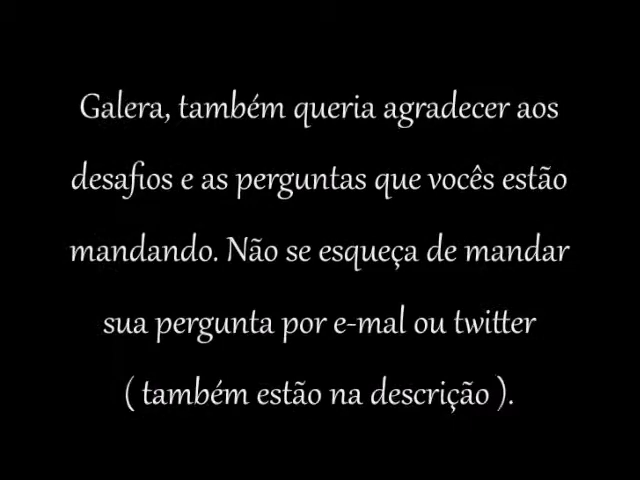 Galera, também queria agradecer aos
desafios e as perguntas que vocês estão
mandando. Não se esqueça de mandar
sua pergunta por e-mal ou twitter
( também estão na descrição ).